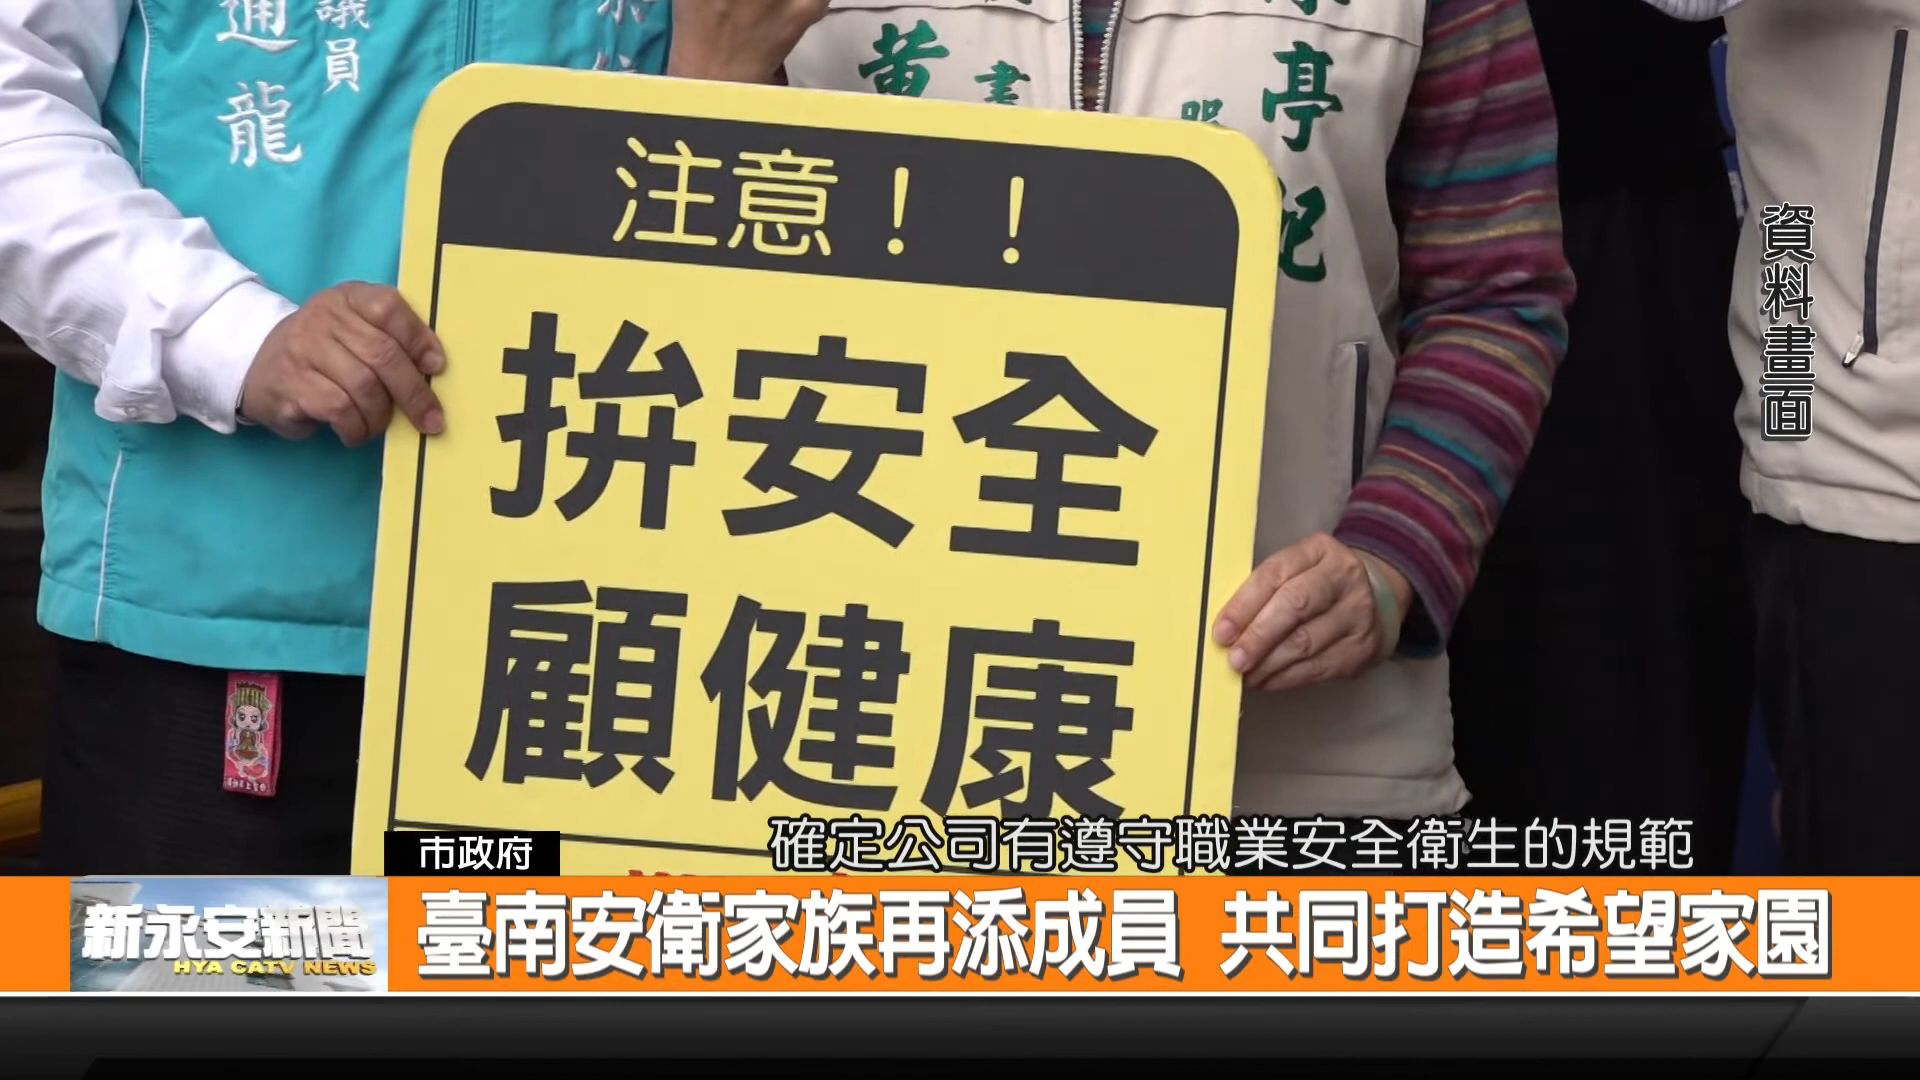 議員
通龍
黃
書
亭妃
注意！！
拚安全
顧健康
資料畫面
確定公司有遵守職業安全衛生的規範
市政府
新永安新聞
HYA CATV NEWS
臺南安衛家族再添成員 共同打造希望家園